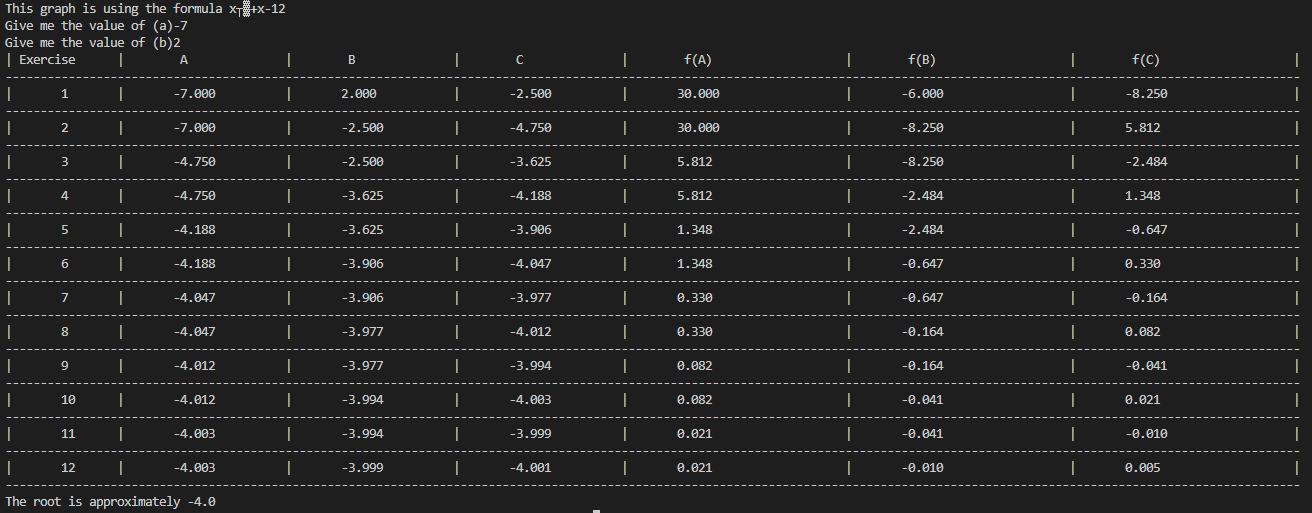 This graph is using the formula x┬▓+x-12
Give me the value of (a)-7
Give me the value of (b)2
| Exercise | A | B | C | f(A) | f(B) | f(C) |
| 1 | -7.000 | 2.000 | -2.500 | 30.000 | -6.000 | -8.250 |
| 2 | -7.000 | -2.500 | -4.750 | 30.000 | -8.250 | 5.812 |
| 3 | -4.750 | -2.500 | -3.625 | 5.812 | -8.250 | -2.484 |
| 4 | -4.750 | -3.625 | -4.188 | 5.812 | -2.484 | 1.348 |
| 5 | -4.188 | -3.625 | -3.906 | 1.348 | -2.484 | -0.647 |
| 6 | -4.188 | -3.906 | -4.047 | 1.348 | -0.647 | 0.330 |
| 7 | -4.047 | -3.906 | -3.977 | 0.330 | -0.647 | -0.164 |
| 8 | -4.047 | -3.977 | -4.012 | 0.330 | -0.164 | 0.082 |
| 9 | -4.012 | -3.977 | -3.994 | 0.082 | -0.164 | -0.041 |
| 10 | -4.012 | -3.994 | -4.003 | 0.082 | -0.041 | 0.021 |
| 11 | -4.003 | -3.994 | -3.999 | 0.021 | -0.041 | -0.010 |
| 12 | -4.003 | -3.999 | -4.001 | 0.021 | -0.010 | 0.005 |
The root is approximately -4.0